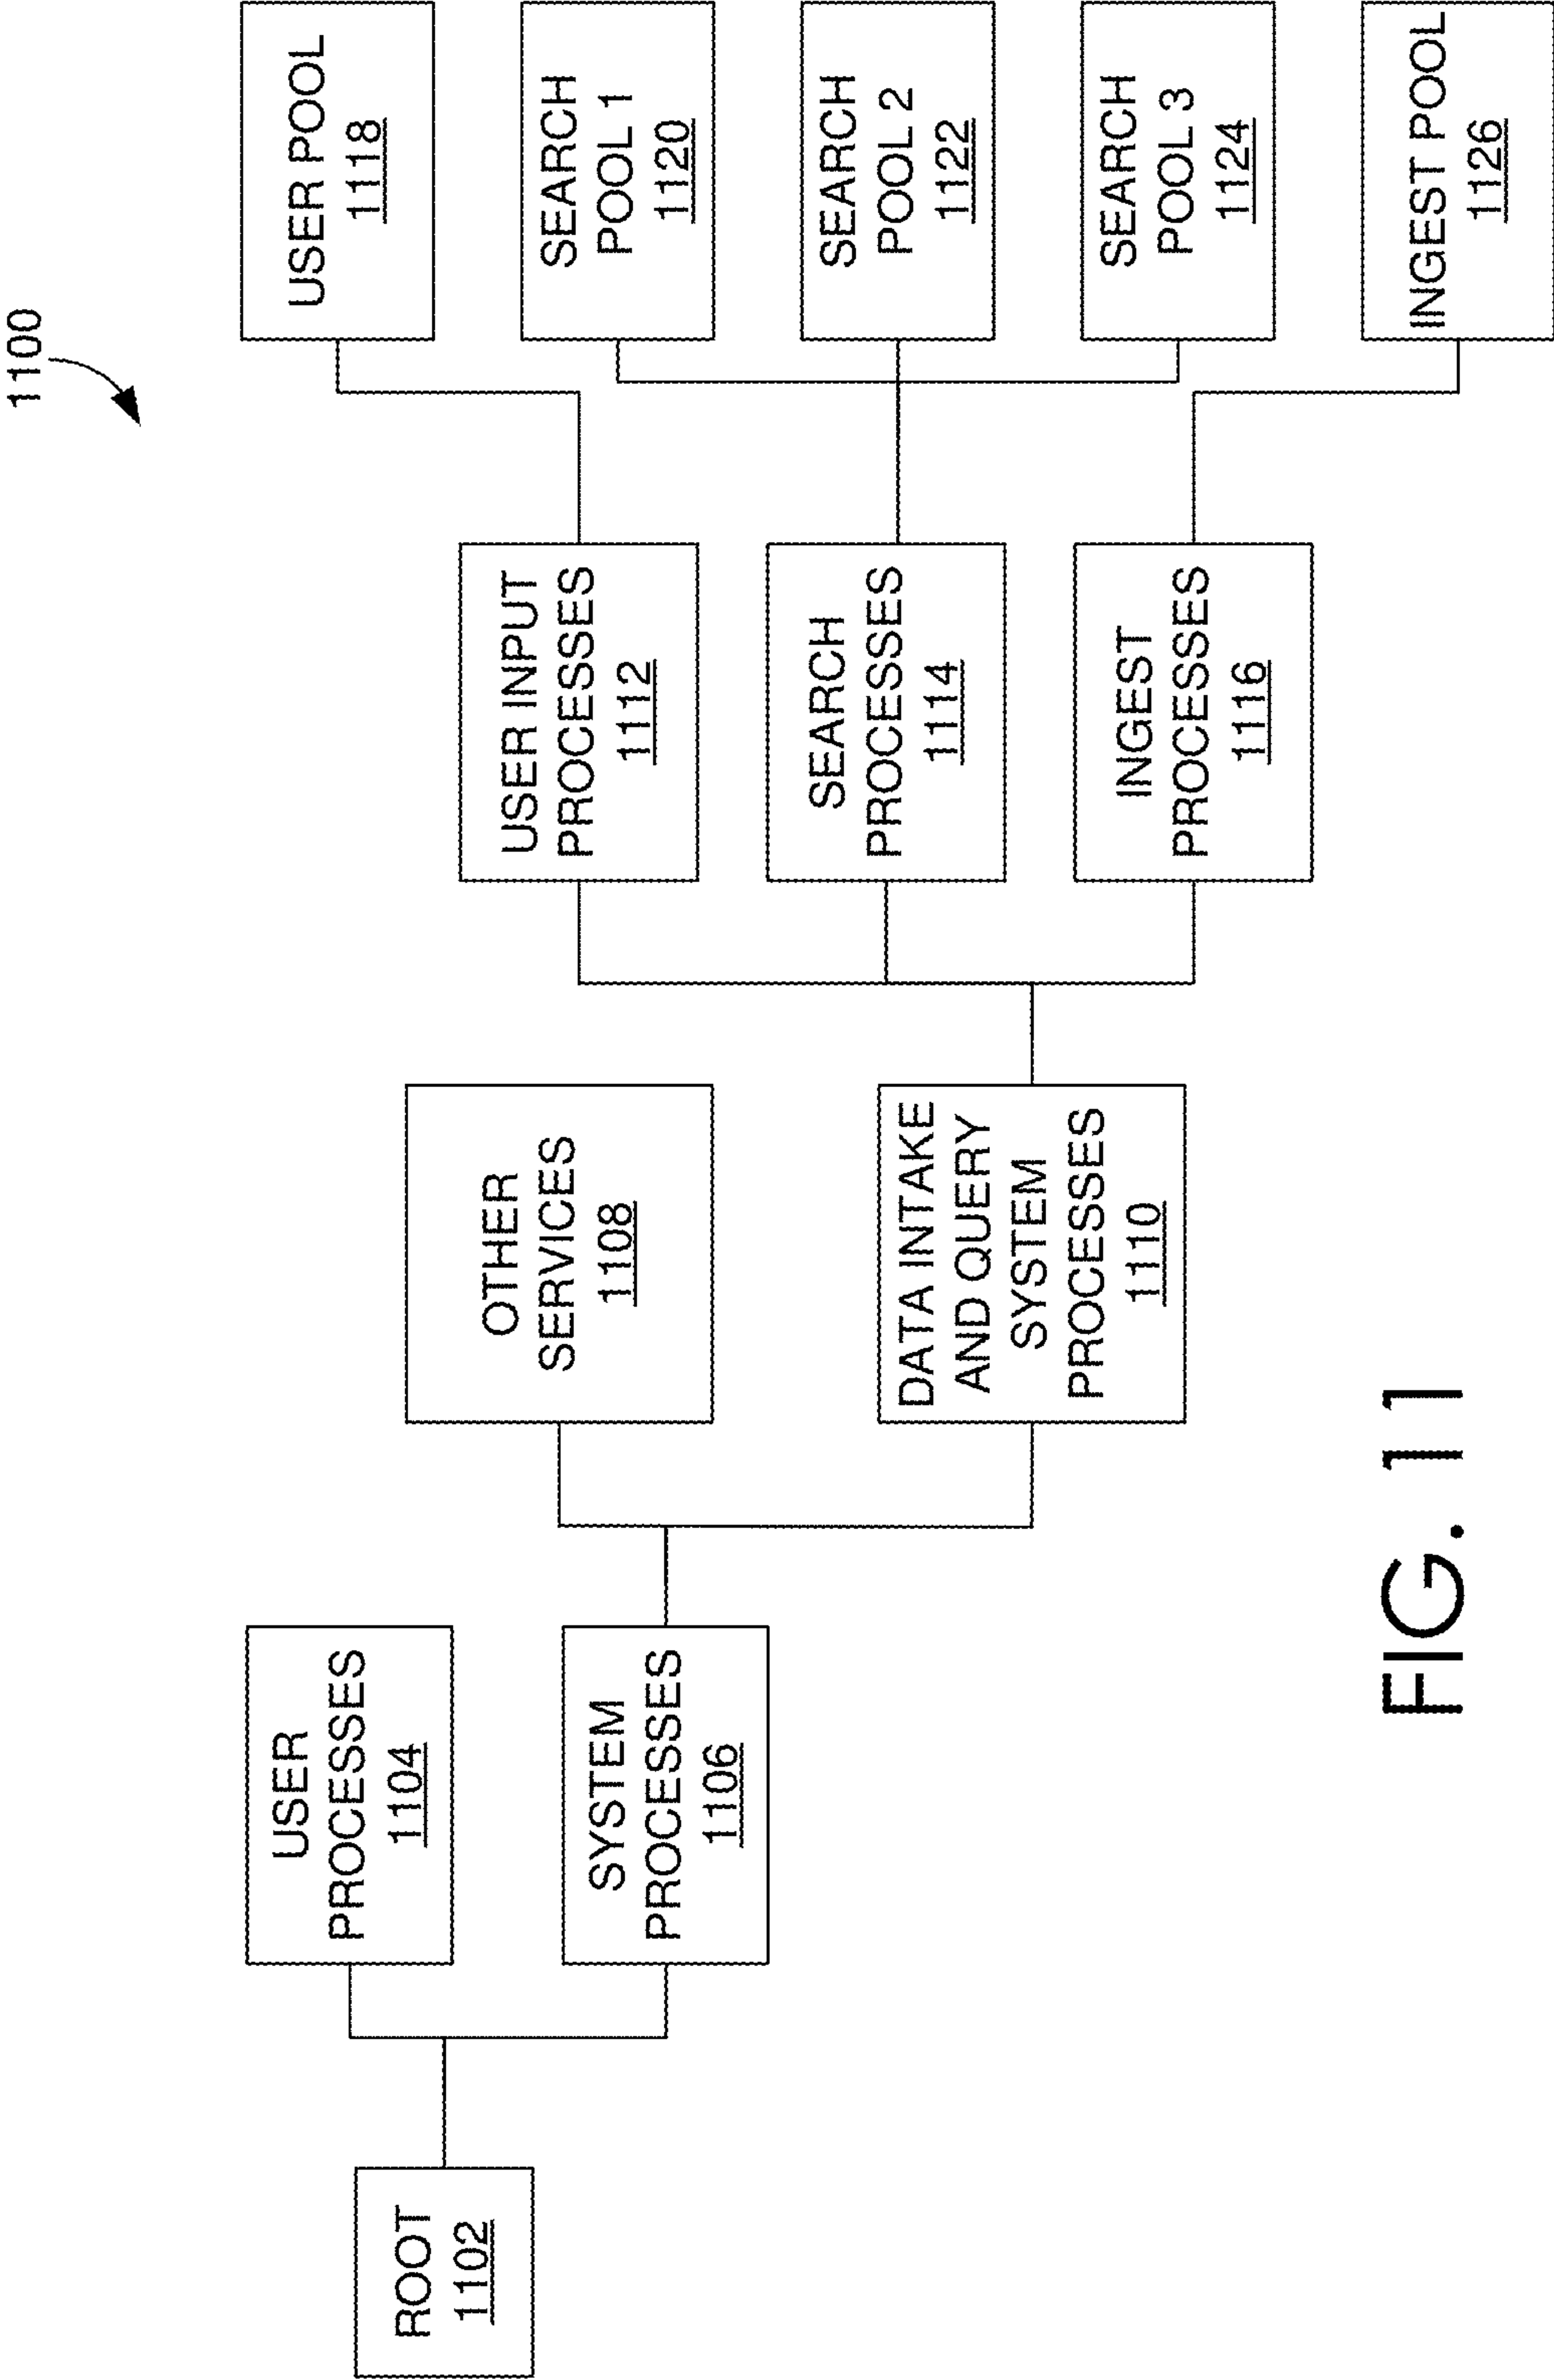 1100
ROOT
1102
USER
PROCESSES
1104
SYSTEM
PROCESSES
1106
OTHER
SERVICES
1108
DATA INTAKE
AND QUERY
SYSTEM
PROCESSES
1110
USER INPUT
PROCESSES
1112
SEARCH
PROCESSES
1114
INGEST
PROCESSES
1116
USER POOL
1118
SEARCH
POOL 1
1120
SEARCH
POOL 2
1122
SEARCH
POOL 3
1124
INGEST POOL
1126
FIG. 11